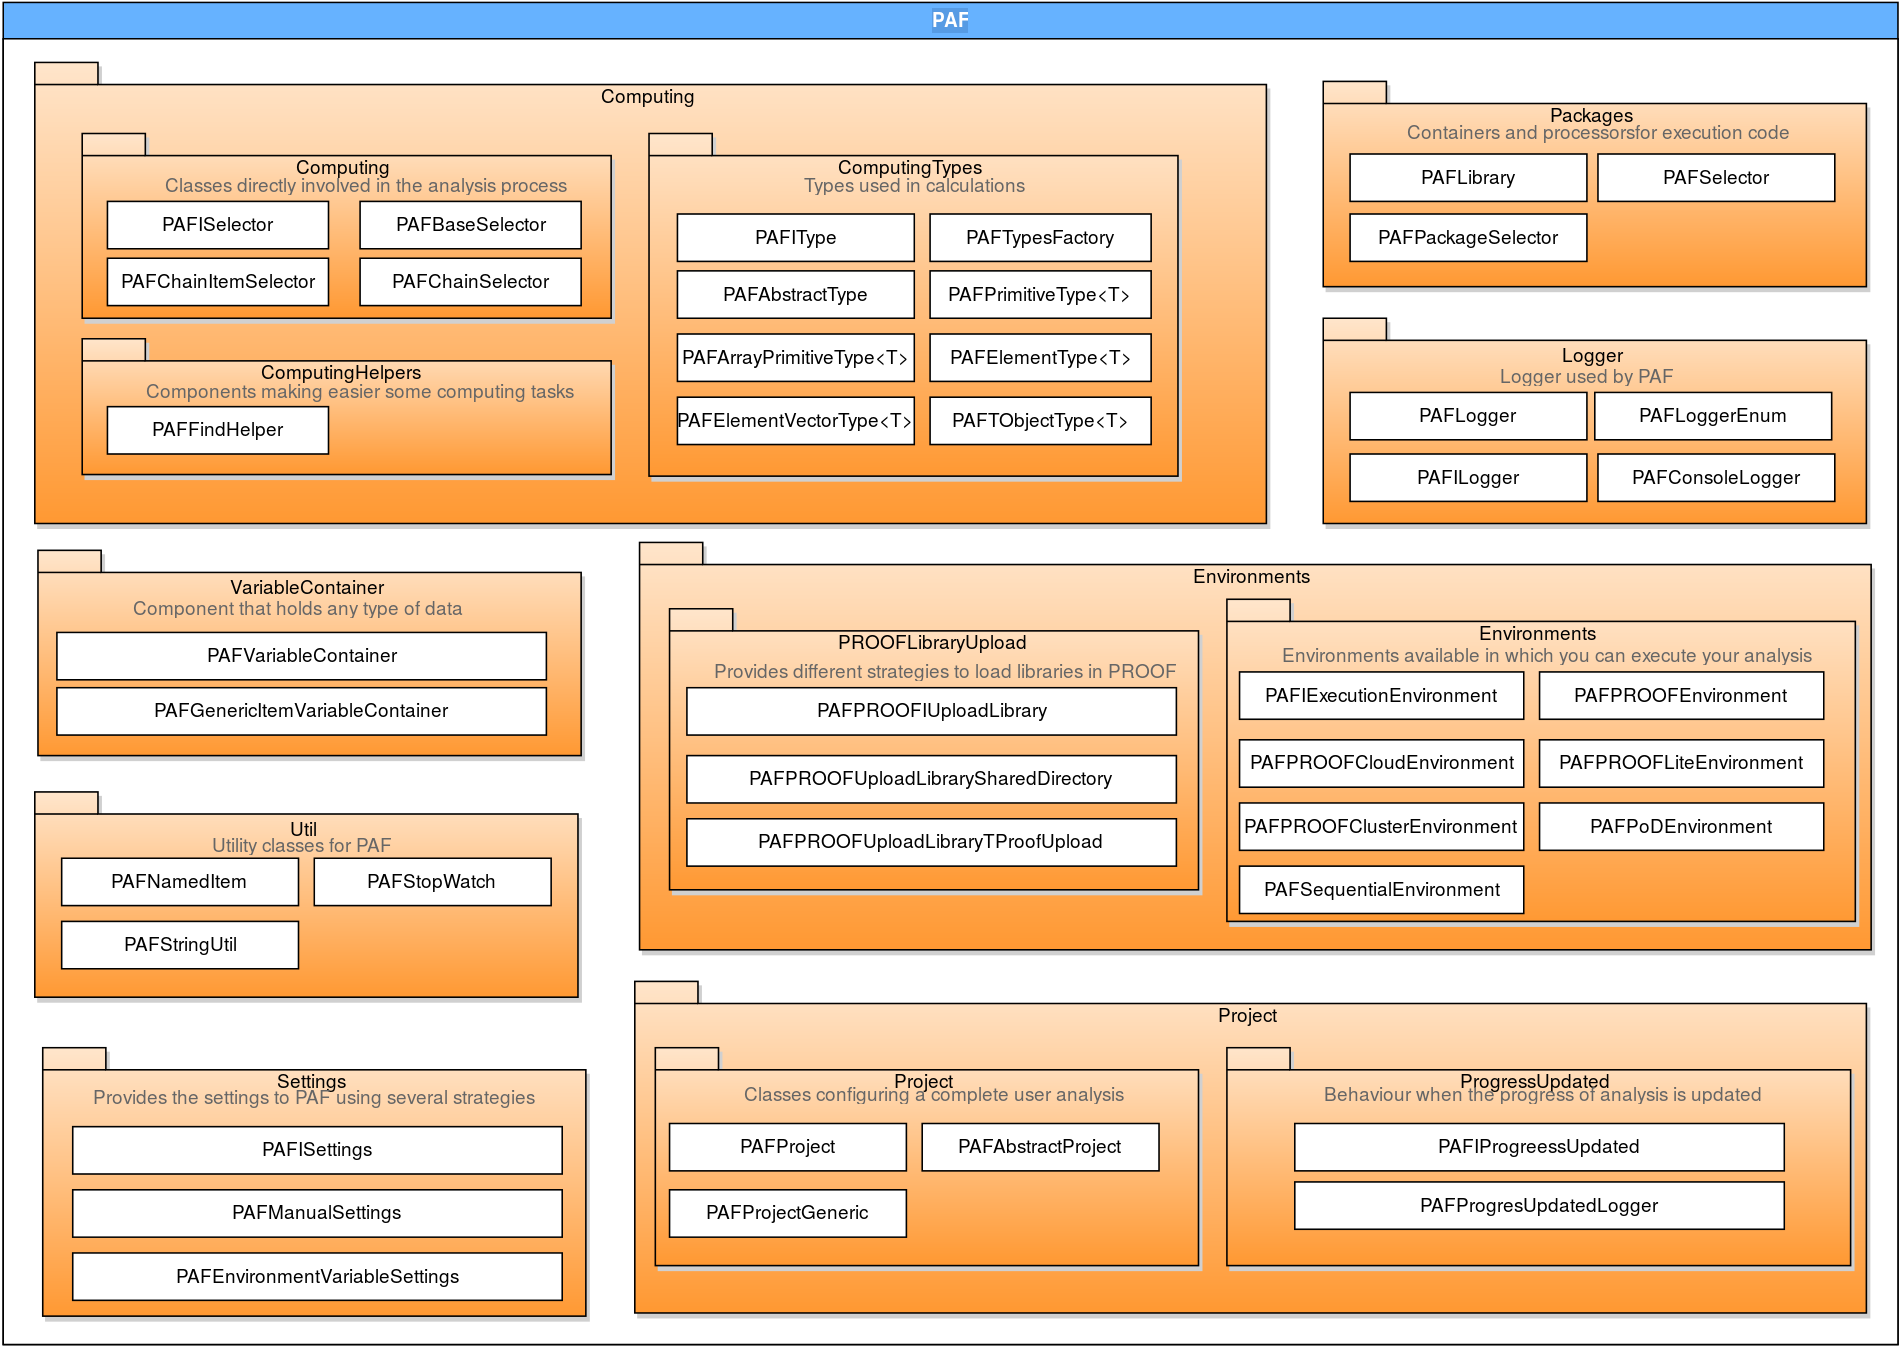 PAF
Computing
Computing
Classes directly involved in the analysis process
PAFISelector
PAFBaseSelector
PAFChainItemSelector
PAFChainSelector
ComputingHelpers
Components making easier some computing tasks
PAFFindHelper
ComputingTypes
Types used in calculations
PAFIType
PAFTypesFactory
PAFAbstractType
PAFPrimitiveType<T>
PAFArrayPrimitiveType<T>
PAFElementType<T>
PAFElementVectorType<T>
PAFTObjectType<T>
Packages
Containers and processorsfor execution code
PAFLibrary
PAFSelector
PAFPackageSelector
Logger
Logger used by PAF
PAFLogger
PAFLoggerEnum
PAFILogger
PAFConsoleLogger
VariableContainer
Component that holds any type of data
PAFVariableContainer
PAFGenericItemVariableContainer
Util
Utility classes for PAF
PAFNamedItem
PAFStopWatch
PAFStringUtil
Settings
Provides the settings to PAF using several strategies
PAFISettings
PAFManualSettings
PAFEnvironmentVariableSettings
Environments
PROOFLibraryUpload
Provides different strategies to load libraries in PROOF
PAFPROOFIUploadLibrary
PAFPROOFUploadLibrarySharedDirectory
PAFPROOFUploadLibraryTProofUpload
Environments
Environments available in which you can execute your analysis
PAFIExecutionEnvironment
PAFPROOFEnvironment
PAFPROOFCloudEnvironment
PAFPROOFLiteEnvironment
PAFPROOFClusterEnvironment
PAFPoDEnvironment
PAFSequentialEnvironment
Project
Project
Classes configuring a complete user analysis
PAFProject
PAFAbstractProject
PAFProjectGeneric
ProgressUpdated
Behaviour when the progress of analysis is updated
PAFIProgreessUpdated
PAFProgresUpdatedLogger